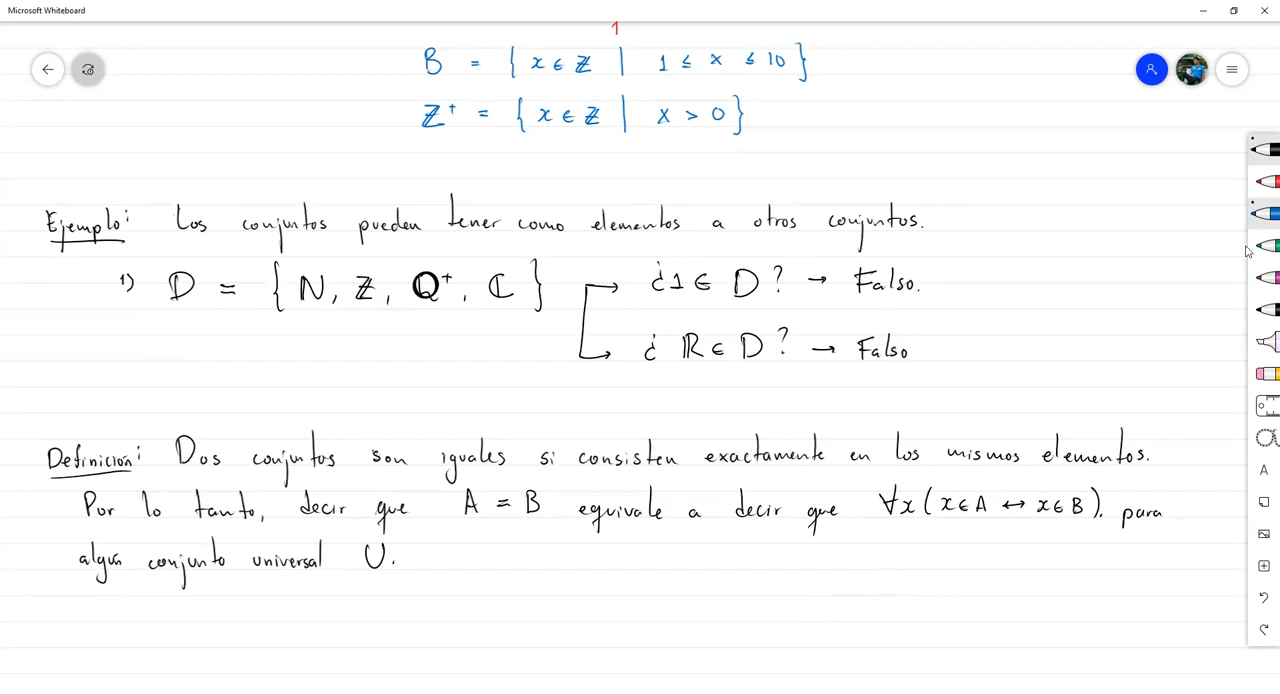 Microsoft Whiteboard
1
B = { x ∈ ℤ | 1 ≤ x ≤ 10 }
ℤ⁺ = { x ∈ ℤ | x > 0 }
Ejemplo: Los conjuntos pueden tener como elementos a otros conjuntos.
1) D = { ℕ, ℤ, ℚ⁺, ℂ } → ¿1 ∈ D? → Falso.
→ ¿ ℝ ∈ D? → Falso
Definición: Dos conjuntos son iguales si consisten exactamente en los mismos elementos.
Por lo tanto, decir que A = B equivale a decir que ∀x ( x ∈ A ↔ x ∈ B ). para
algún conjunto universal U.